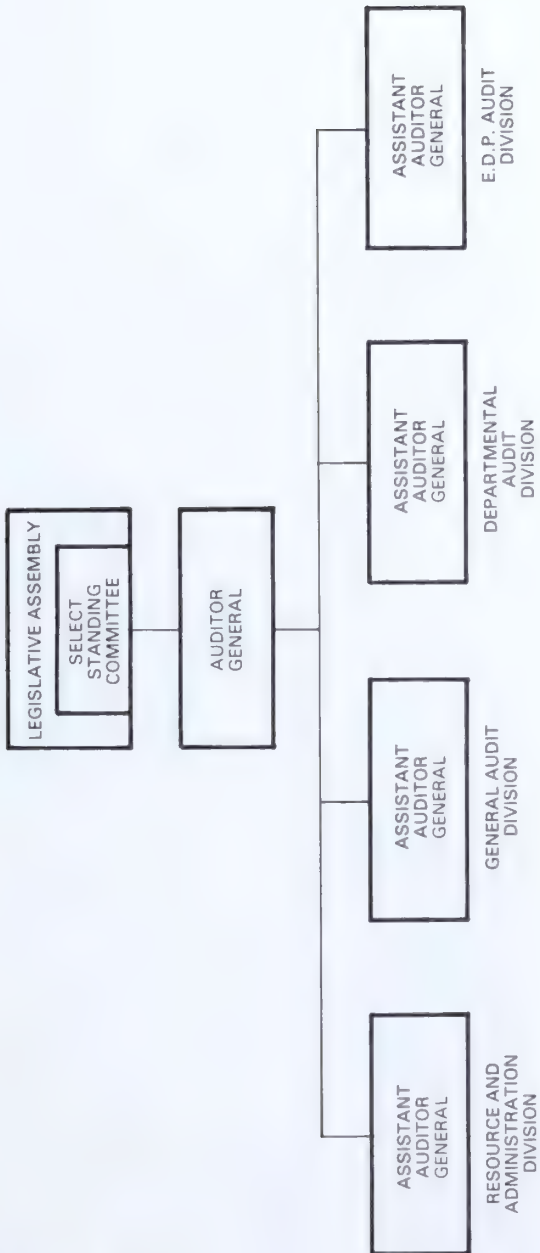 LEGISLATIVE ASSEMBLY
SELECT
STANDING
COMMITTEE
AUDITOR
GENERAL
ASSISTANT
AUDITOR
GENERAL
RESOURCE AND
ADMINISTRATION
DIVISION
ASSISTANT
AUDITOR
GENERAL
GENERAL AUDIT
DIVISION
ASSISTANT
AUDITOR
GENERAL
DEPARTMENTAL
AUDIT
DIVISION
ASSISTANT
AUDITOR
GENERAL
E.D.P. AUDIT
DIVISION